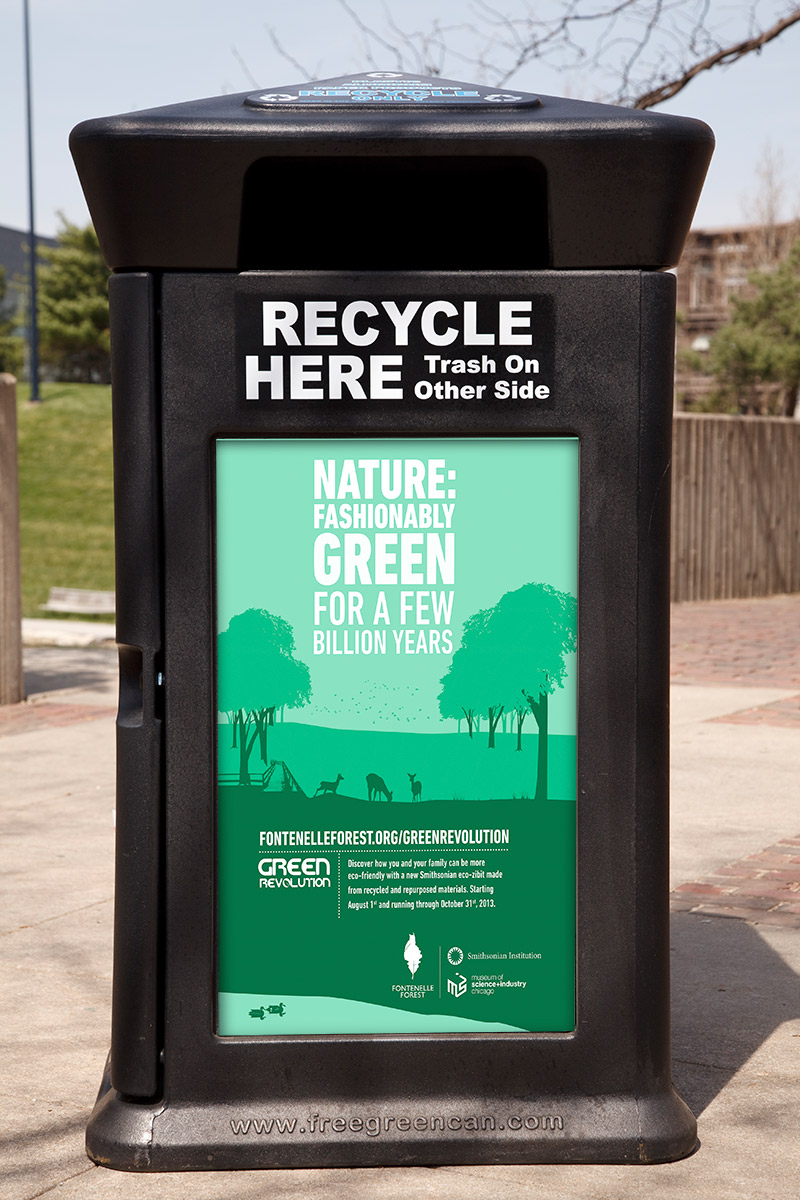 RECYCLE
ONLY
RECYCLE
HERE Trash On
Other Side
NATURE:
FASHIONABLY
GREEN
FOR A FEW
BILLION YEARS
FONTENELLEFOREST.ORG/GREENREVOLUTION
GREEN
REVOLUTION
Discover how you and your family can be more
eco-friendly with a new Smithsonian eco-zibit made
from recycled and repurposed materials. Starting
August 1st and running through October 31st, 2013.
FONTENELLE
FOREST
Smithsonian Institution
museum of
science+industry
chicago
www.freegreencan.com